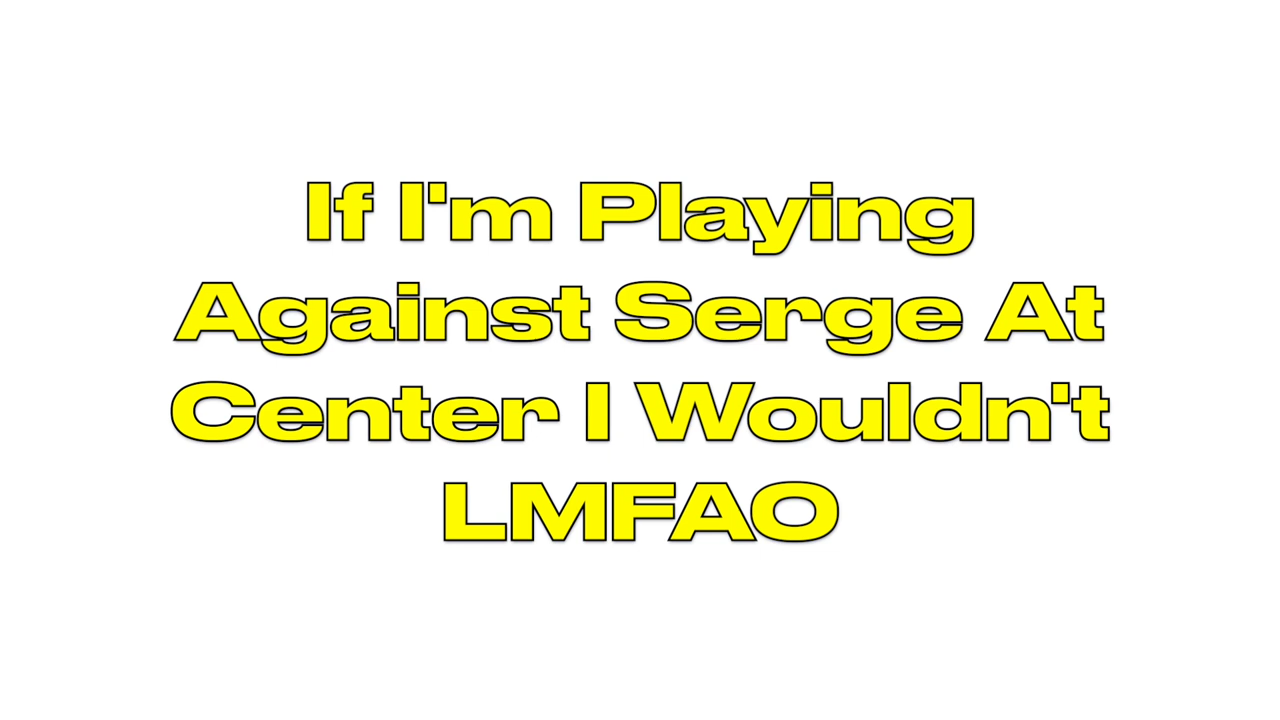 If I'm Playing
Against Serge At
Center I Wouldn't
LMFAO